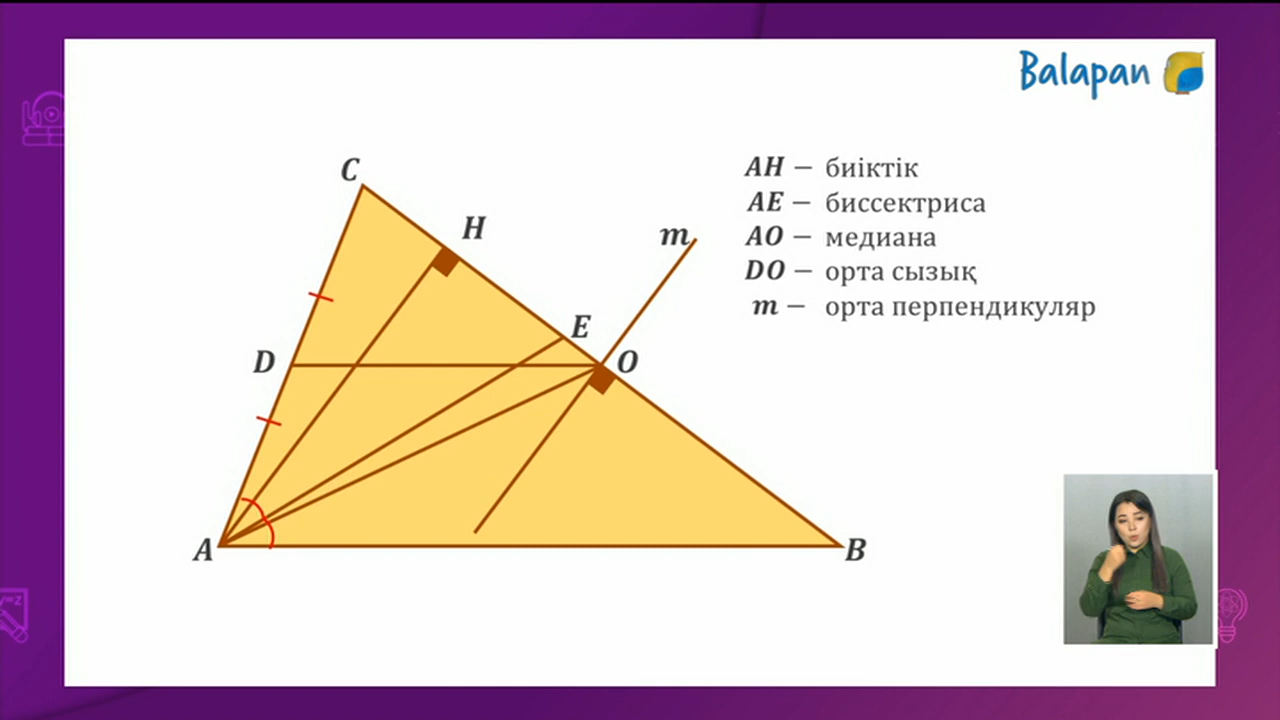 Balapan
C
H
m
AH – биіктік
AE – биссектриса
AO – медиана
DO – орта сызық
m – орта перпендикуляр
E
D
O
A
B